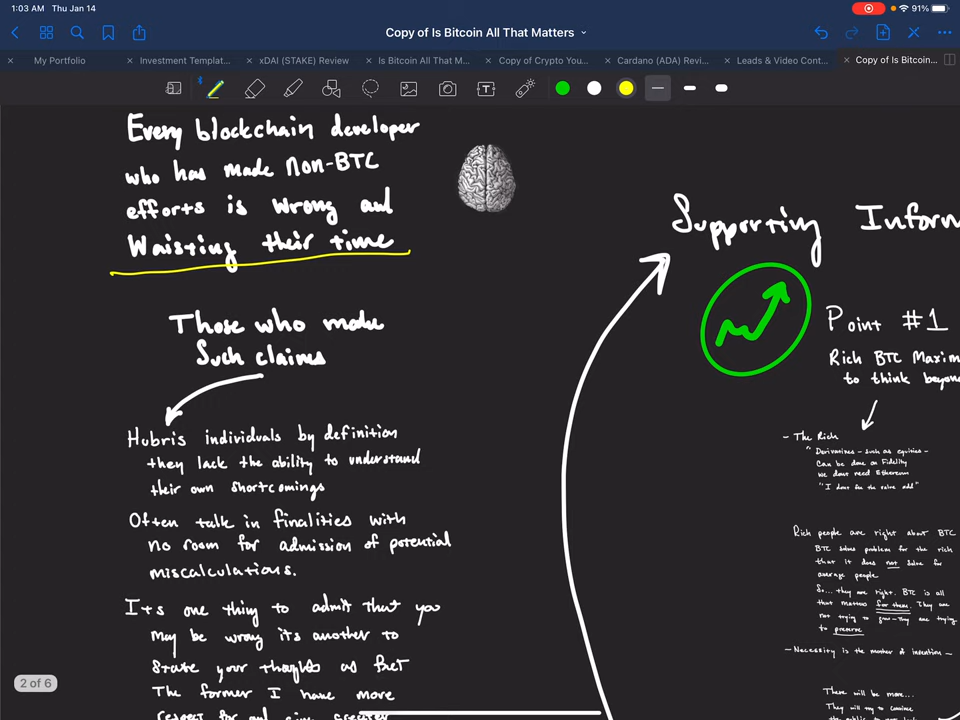 1:03 AM Thu Jan 14
91%
Copy of Is Bitcoin All That Matters
My Portfolio
Investment Templat...
xDAI (STAKE) Review
Is Bitcoin All That M...
Copy of Crypto You...
Cardano (ADA) Revi...
Leads & Video Cont...
Copy of Is Bitcoin...
Every blockchain developer
who has made Non-BTC
efforts is Wrong and
Waisting their time
Those who make
Such claims
Hubris individuals by definition
they lack the ability to understand
their own shortcomings
Often talk in finalities with
no room for admission of potential
miscalculations.
Its one thing to admit that you
may be wrong its another to
State your thoughts as fact
The former I have more
respect for and give greater
2 of 6
Supporting Inform
Point #1
Rich BTC Maxim
to think beyon
- The Rich
"Derivatives - such as equities -
Can be done on Fidelity
We dont need Ethereum
"I dont see the value add"
Rich people are right about BTC
BTC solves problem for the rich
that it does not solve for
average people
So... they are right. BTC is all
that matters for them. They are
not trying to grow - They are trying
to preserve
- Necessity is the mother of invention -
There will be more...
They will try to convince